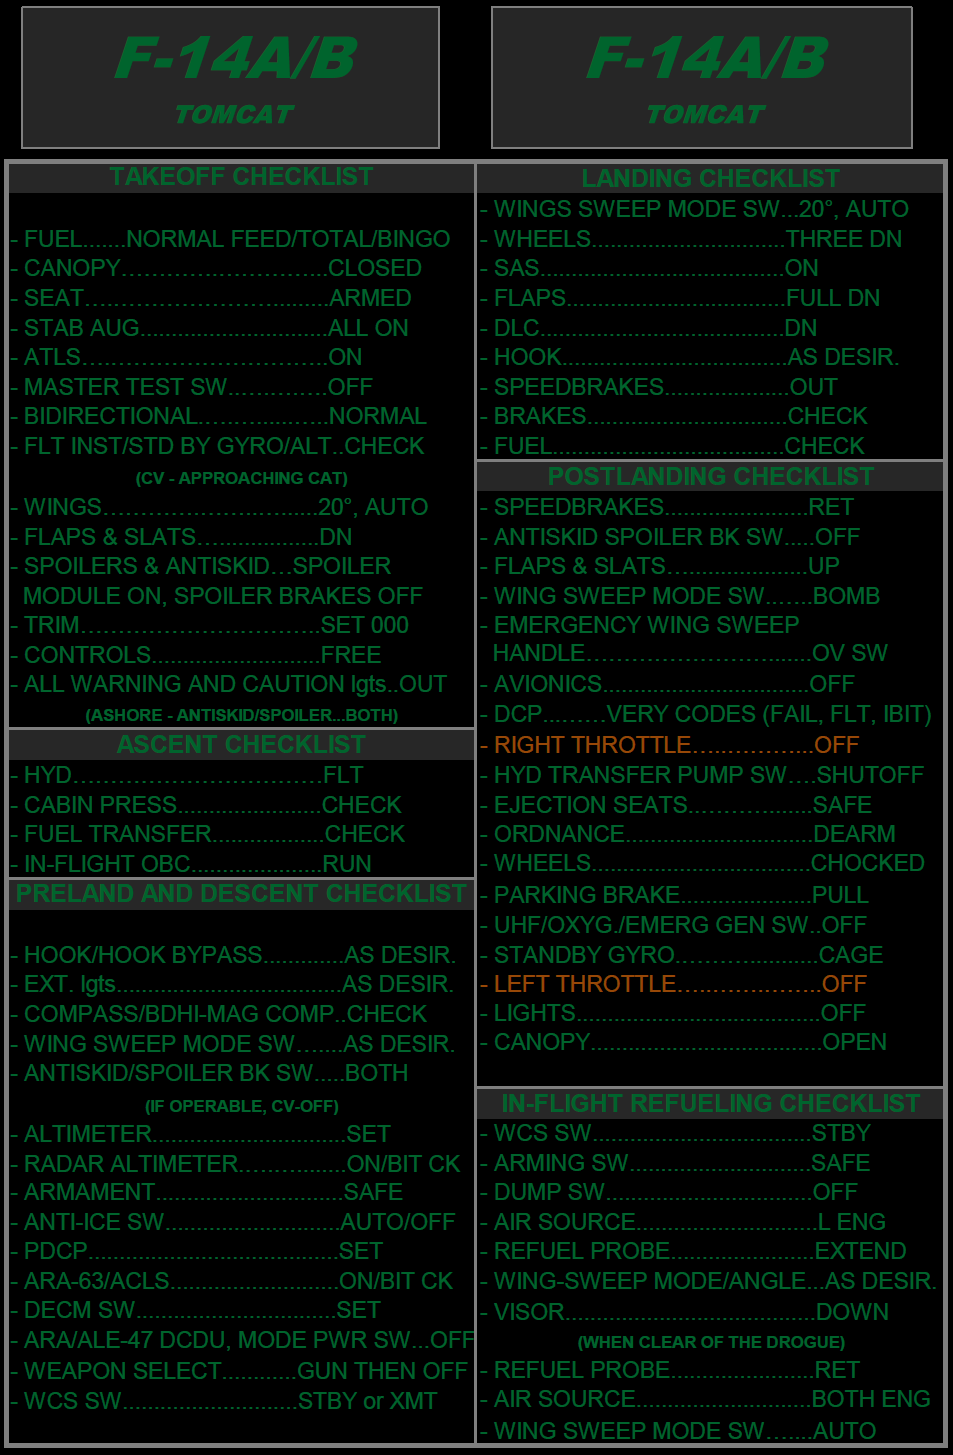 F-14A/B
TOMCAT
TAKEOFF CHECKLIST
- FUEL.......NORMAL FEED/TOTAL/BINGO
- CANOPY..............................CLOSED
- SEAT..................................ARMED
- STAB AUG..............................ALL ON
- ATLS..................................ON
- MASTER TEST SW...............OFF
- BIDIRECTIONAL.....................NORMAL
- FLT INST/STD BY GYRO/ALT..CHECK
(CV - APPROACHING CAT)
- WINGS..................................20°, AUTO
- FLAPS & SLATS....................DN
- SPOILERS & ANTISKID...SPOILER
MODULE ON, SPOILER BRAKES OFF
- TRIM..................................SET 000
- CONTROLS...........................FREE
- ALL WARNING AND CAUTION lgts..OUT
(ASHORE - ANTISKID/SPOILER...BOTH)
ASCENT CHECKLIST
- HYD.................................FLT
- CABIN PRESS.......................CHECK
- FUEL TRANSFER..................CHECK
- IN-FLIGHT OBC.....................RUN
PRELAND AND DESCENT CHECKLIST
- HOOK/HOOK BYPASS.............AS DESIR.
- EXT. lgts....................................AS DESIR.
- COMPASS/BDHI-MAG COMP..CHECK
- WING SWEEP MODE SW.......AS DESIR.
- ANTISKID/SPOILER BK SW.....BOTH
(IF OPERABLE, CV-OFF)
- ALTIMETER...............................SET
- RADAR ALTIMETER.................ON/BIT CK
- ARMAMENT..............................SAFE
- ANTI-ICE SW............................AUTO/OFF
- PDCP........................................SET
- ARA-63/ACLS...........................ON/BIT CK
- DECM SW................................SET
- ARA/ALE-47 DCDU, MODE PWR SW...OFF
- WEAPON SELECT............GUN THEN OFF
- WCS SW............................STBY or XMT
F-14A/B
TOMCAT
LANDING CHECKLIST
- WINGS SWEEP MODE SW...20°, AUTO
- WHEELS...............................THREE DN
- SAS.......................................ON
- FLAPS...................................FULL DN
- DLC.......................................DN
- HOOK....................................AS DESIR.
- SPEEDBRAKES....................OUT
- BRAKES................................CHECK
- FUEL.....................................CHECK
POSTLANDING CHECKLIST
- SPEEDBRAKES.......................RET
- ANTISKID SPOILER BK SW.....OFF
- FLAPS & SLATS......................UP
- WING SWEEP MODE SW.......BOMB
- EMERGENCY WING SWEEP
HANDLE..............................OV SW
- AVIONICS.................................OFF
- DCP..........VERY CODES (FAIL, FLT, IBIT)
- RIGHT THROTTLE..................OFF
- HYD TRANSFER PUMP SW....SHUTOFF
- EJECTION SEATS...................SAFE
- ORDNANCE..............................DEARM
- WHEELS...................................CHOCKED
- PARKING BRAKE.....................PULL
- UHF/OXYG./EMERG GEN SW..OFF
- STANDBY GYRO.....................CAGE
- LEFT THROTTLE.....................OFF
- LIGHTS.......................................OFF
- CANOPY.....................................OPEN
IN-FLIGHT REFUELING CHECKLIST
- WCS SW...................................STBY
- ARMING SW.............................SAFE
- DUMP SW.................................OFF
- AIR SOURCE.............................L ENG
- REFUEL PROBE.......................EXTEND
- WING-SWEEP MODE/ANGLE...AS DESIR.
- VISOR........................................DOWN
(WHEN CLEAR OF THE DROGUE)
- REFUEL PROBE.......................RET
- AIR SOURCE............................BOTH ENG
- WING SWEEP MODE SW.......AUTO